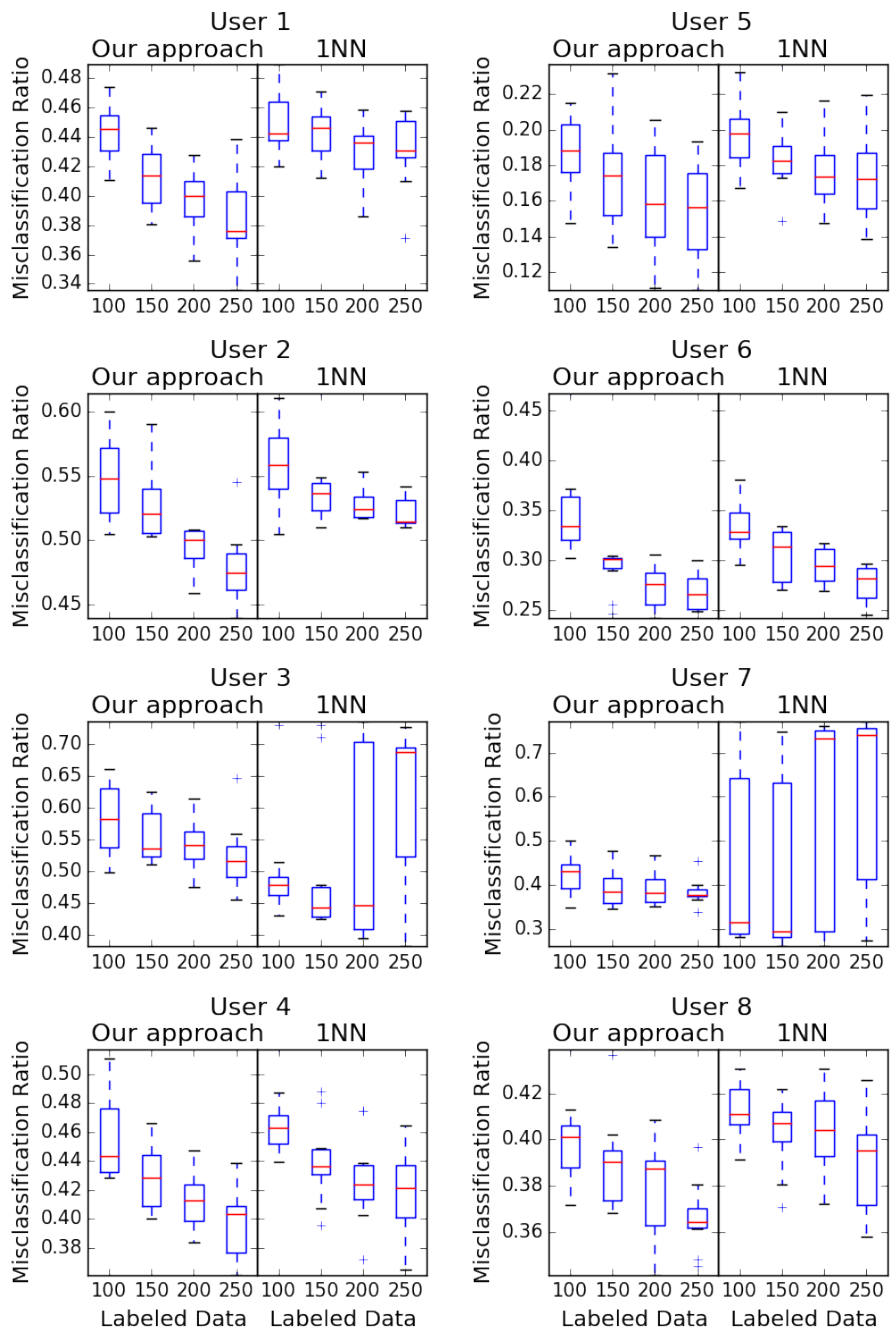 User 1
Our approach 1NN
Misclassification Ratio
0.48
0.46
0.44
0.42
0.40
0.38
0.36
0.34
100 150 200 250 100 150 200 250
User 5
Our approach 1NN
Misclassification Ratio
0.22
0.20
0.18
0.16
0.14
0.12
100 150 200 250 100 150 200 250
User 2
Our approach 1NN
Misclassification Ratio
0.60
0.55
0.50
0.45
100 150 200 250 100 150 200 250
User 6
Our approach 1NN
Misclassification Ratio
0.45
0.40
0.35
0.30
0.25
100 150 200 250 100 150 200 250
User 3
Our approach 1NN
Misclassification Ratio
0.70
0.65
0.60
0.55
0.50
0.45
0.40
100 150 200 250 100 150 200 250
User 7
Our approach 1NN
Misclassification Ratio
0.7
0.6
0.5
0.4
0.3
100 150 200 250 100 150 200 250
User 4
Our approach 1NN
Misclassification Ratio
0.50
0.48
0.46
0.44
0.42
0.40
0.38
100 150 200 250 100 150 200 250
Labeled Data Labeled Data
User 8
Our approach 1NN
Misclassification Ratio
0.42
0.40
0.38
0.36
100 150 200 250 100 150 200 250
Labeled Data Labeled Data